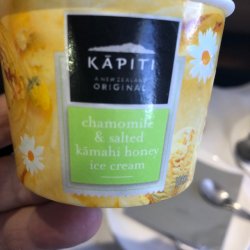 KĀPITI
A NEW ZEALAND
ORIGINAL
chamomile
& salted
kāmahi honey
ice cream